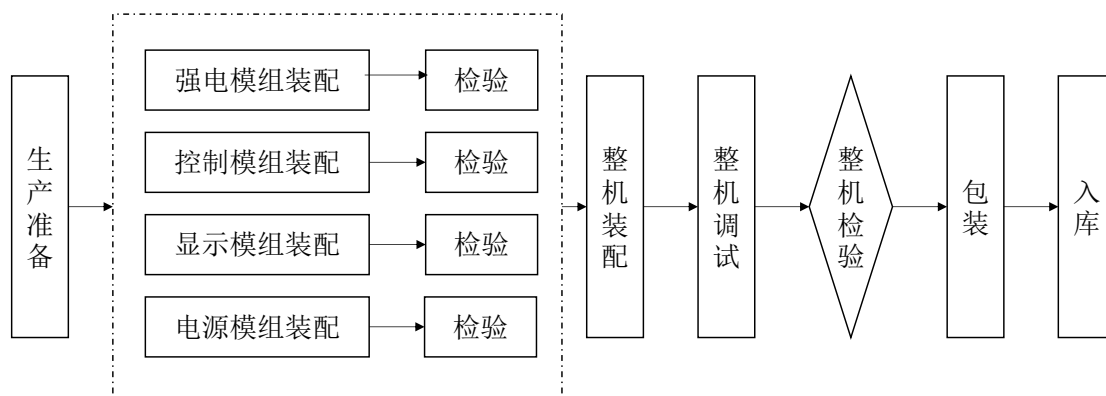 生产准备
强电模组装配
检验
控制模组装配
检验
显示模组装配
检验
电源模组装配
检验
整机装配
整机调试
整机检验
包装
入库